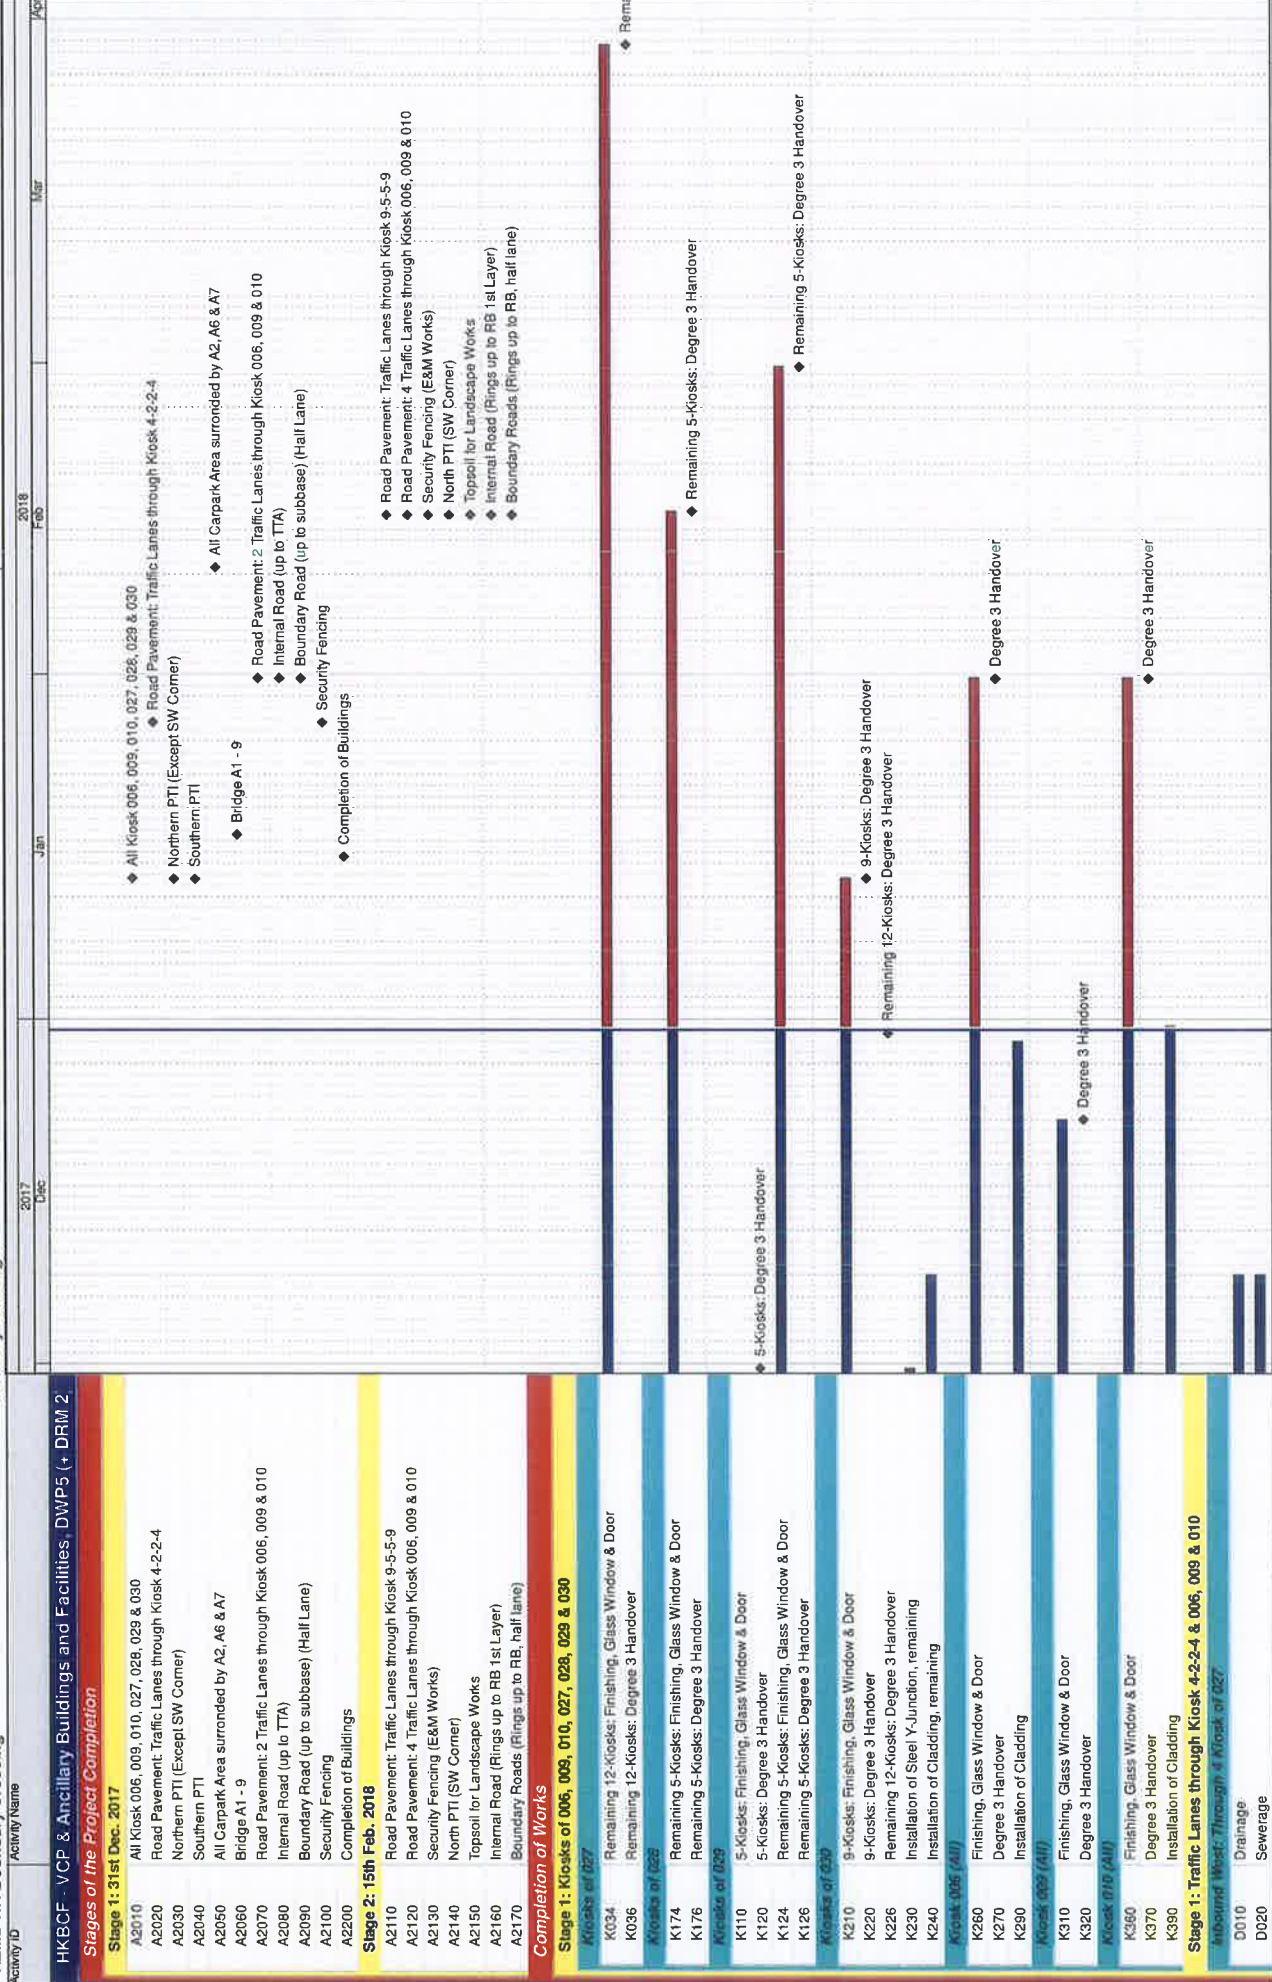 Activity ID Activity Name
2017 2018
Dec Jan Feb Mar
HKBCF - VCP & Ancillary Buildings and Facilities, DWP5 (+ DRM 2
Stages of the Project Completion
Stage 1: 31st Dec. 2017
A2010 All Kiosk 006, 009, 010, 027, 028, 029 & 030 All Kiosk 006, 009, 010, 027, 028, 029 & 030
A2020 Road Pavement: Traffic Lanes through Kiosk 4-2-2-4 Road Pavement: Traffic Lanes through Kiosk 4-2-2-4
A2030 Northern PTI (Except SW Corner) Northern PTI (Except SW Corner)
A2040 Southern PTI Southern PTI
A2050 All Carpark Area surronded by A2, A6 & A7 All Carpark Area surronded by A2, A6 & A7
A2060 Bridge A1 - 9 Bridge A1 - 9
A2070 Road Pavement: 2 Traffic Lanes through Kiosk 006, 009 & 010 Road Pavement: 2 Traffic Lanes through Kiosk 006, 009 & 010
A2080 Internal Road (up to TTA) Internal Road (up to TTA)
A2090 Boundary Road (up to subbase) (Half Lane) Boundary Road (up to subbase) (Half Lane)
A2100 Security Fencing Security Fencing
A2200 Completion of Buildings Completion of Buildings
Stage 2: 15th Feb. 2018
A2110 Road Pavement: Traffic Lanes through Kiosk 9-5-5-9 Road Pavement: Traffic Lanes through Kiosk 9-5-5-9
A2120 Road Pavement: 4 Traffic Lanes through Kiosk 006, 009 & 010 Road Pavement: 4 Traffic Lanes through Kiosk 006, 009 & 010
A2130 Security Fencing (E&M Works) Security Fencing (E&M Works)
A2140 North PTI (SW Corner) North PTI (SW Corner)
A2150 Topsoil for Landscape Works Topsoil for Landscape Works
A2160 Internal Road (Rings up to RB 1st Layer) Internal Road (Rings up to RB 1st Layer)
A2170 Boundary Roads (Rings up to RB, half lane) Boundary Roads (Rings up to RB, half lane)
Completion of Works
Stage 1: Kiosks of 006, 009, 010, 027, 028, 029 & 030
Kiosks of 027
K034 Remaining 12-Kiosks: Finishing, Glass Window & Door
K036 Remaining 12-Kiosks: Degree 3 Handover
Kiosks of 028
K174 Remaining 5-Kiosks: Finishing, Glass Window & Door
K176 Remaining 5-Kiosks: Degree 3 Handover Remaining 5-Kiosks: Degree 3 Handover
Kiosks of 029
K110 5-Kiosks: Finishing, Glass Window & Door
K120 5-Kiosks: Degree 3 Handover 5-Kiosks: Degree 3 Handover
K124 Remaining 5-Kiosks: Finishing, Glass Window & Door
K126 Remaining 5-Kiosks: Degree 3 Handover Remaining 5-Kiosks: Degree 3 Handover
Kiosks of 030
K210 9-Kiosks: Finishing, Glass Window & Door
K220 9-Kiosks: Degree 3 Handover 9-Kiosks: Degree 3 Handover
K226 Remaining 12-Kiosks: Degree 3 Handover Remaining 12-Kiosks: Degree 3 Handover
K230 Installation of Steel Y-Junction, remaining
K240 Installation of Cladding, remaining
Kiosk 006 (All)
K260 Finishing, Glass Window & Door
K270 Degree 3 Handover Degree 3 Handover
K290 Installation of Cladding
Kiosk 009 (All)
K310 Finishing, Glass Window & Door
K320 Degree 3 Handover Degree 3 Handover
Kiosk 010 (All)
K360 Finishing, Glass Window & Door
K370 Degree 3 Handover Degree 3 Handover
K390 Installation of Cladding
Stage 1: Traffic Lanes through Kiosk 4-2-2-4 & 006, 009 & 010
Inbound West: Through 4 Kiosk of 027
D010 Drainage
D020 Sewerage